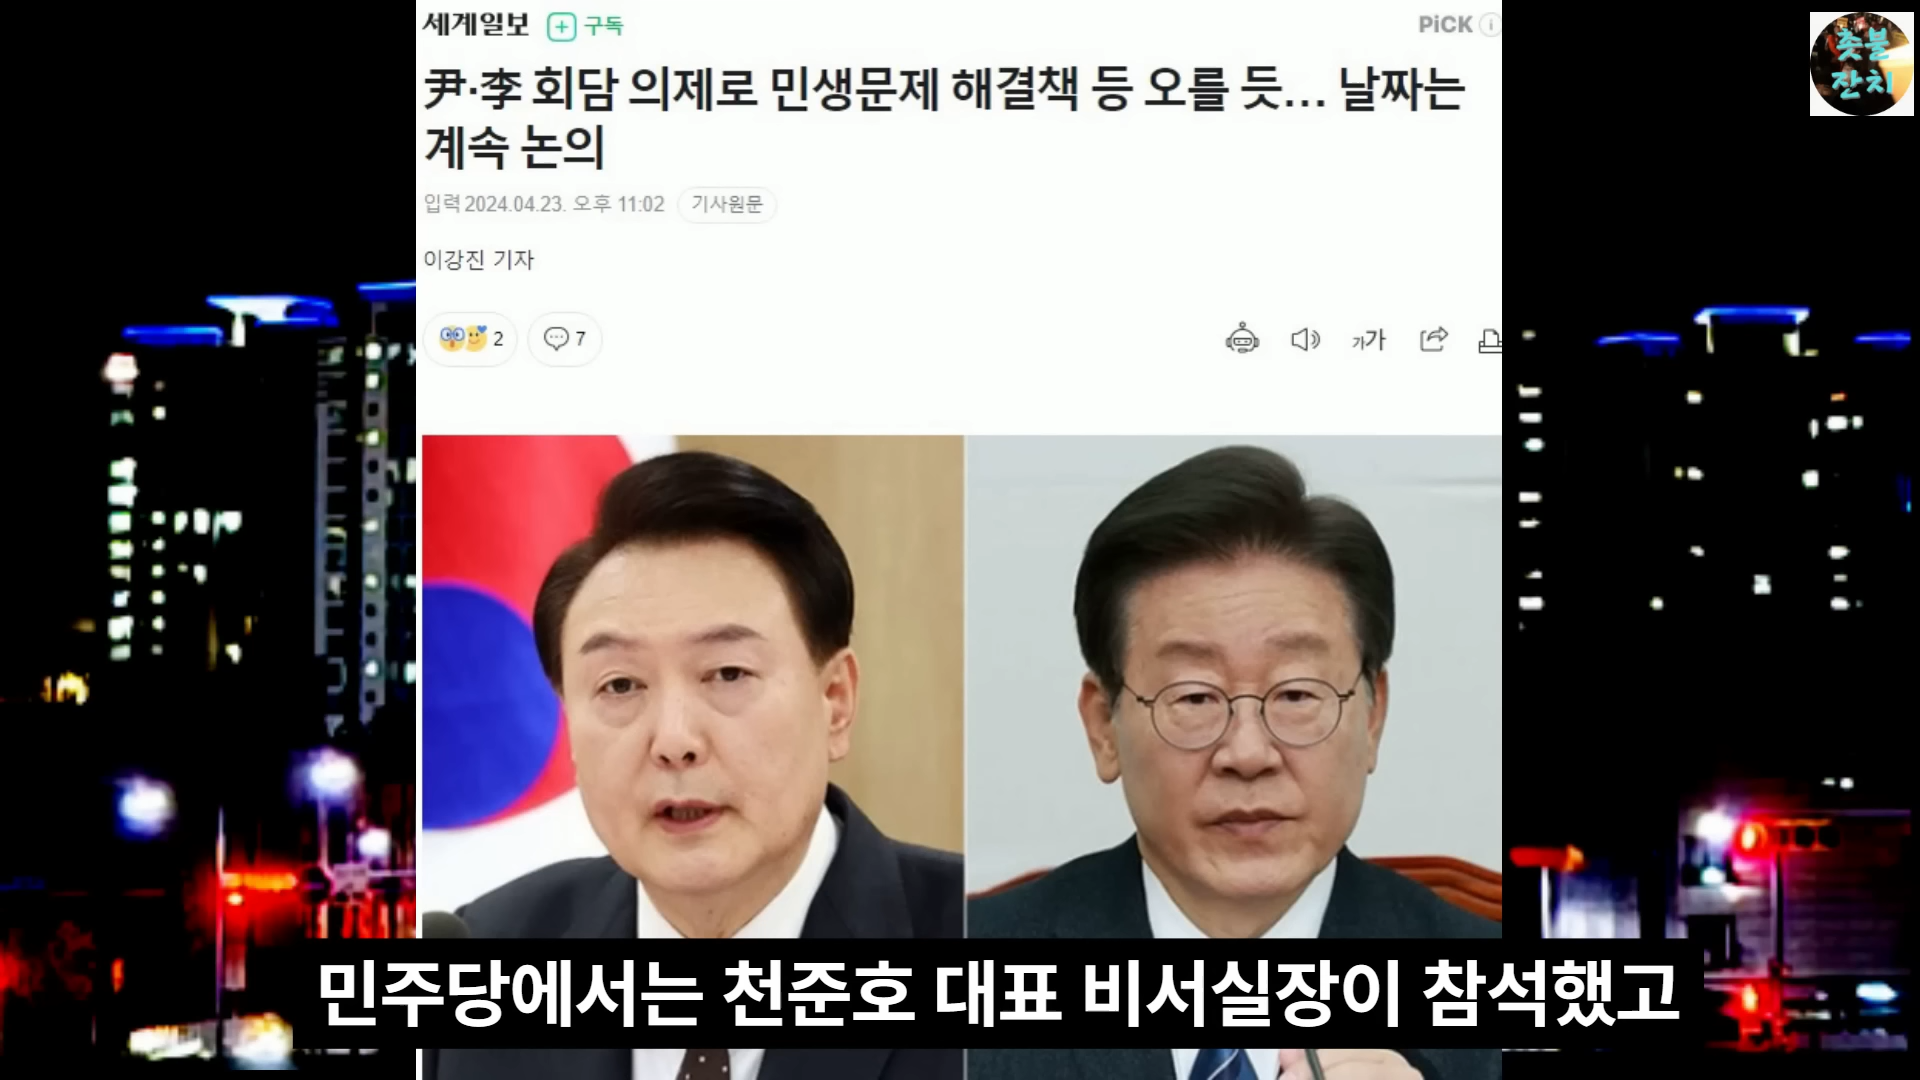 세계일보 구독 PiCK
촛불
잔치
尹·李 회담 의제로 민생문제 해결책 등 오를 듯… 날짜는
계속 논의
입력 2024.04.23. 오후 11:02 기사원문
이강진 기자
2 7 가가
민주당에서는 천준호 대표 비서실장이 참석했고